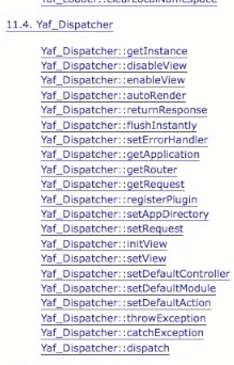 Yaf_Loader::clearLocalNamespace
11.4. Yaf_Dispatcher
Yaf_Dispatcher::getInstance
Yaf_Dispatcher::disableView
Yaf_Dispatcher::enableView
Yaf_Dispatcher::autoRender
Yaf_Dispatcher::returnResponse
Yaf_Dispatcher::flushInstantly
Yaf_Dispatcher::setErrorHandler
Yaf_Dispatcher::getApplication
Yaf_Dispatcher::getRouter
Yaf_Dispatcher::getRequest
Yaf_Dispatcher::registerPlugin
Yaf_Dispatcher::setAppDirectory
Yaf_Dispatcher::setRequest
Yaf_Dispatcher::initView
Yaf_Dispatcher::setView
Yaf_Dispatcher::setDefaultController
Yaf_Dispatcher::setDefaultModule
Yaf_Dispatcher::setDefaultAction
Yaf_Dispatcher::throwException
Yaf_Dispatcher::catchException
Yaf_Dispatcher::dispatch